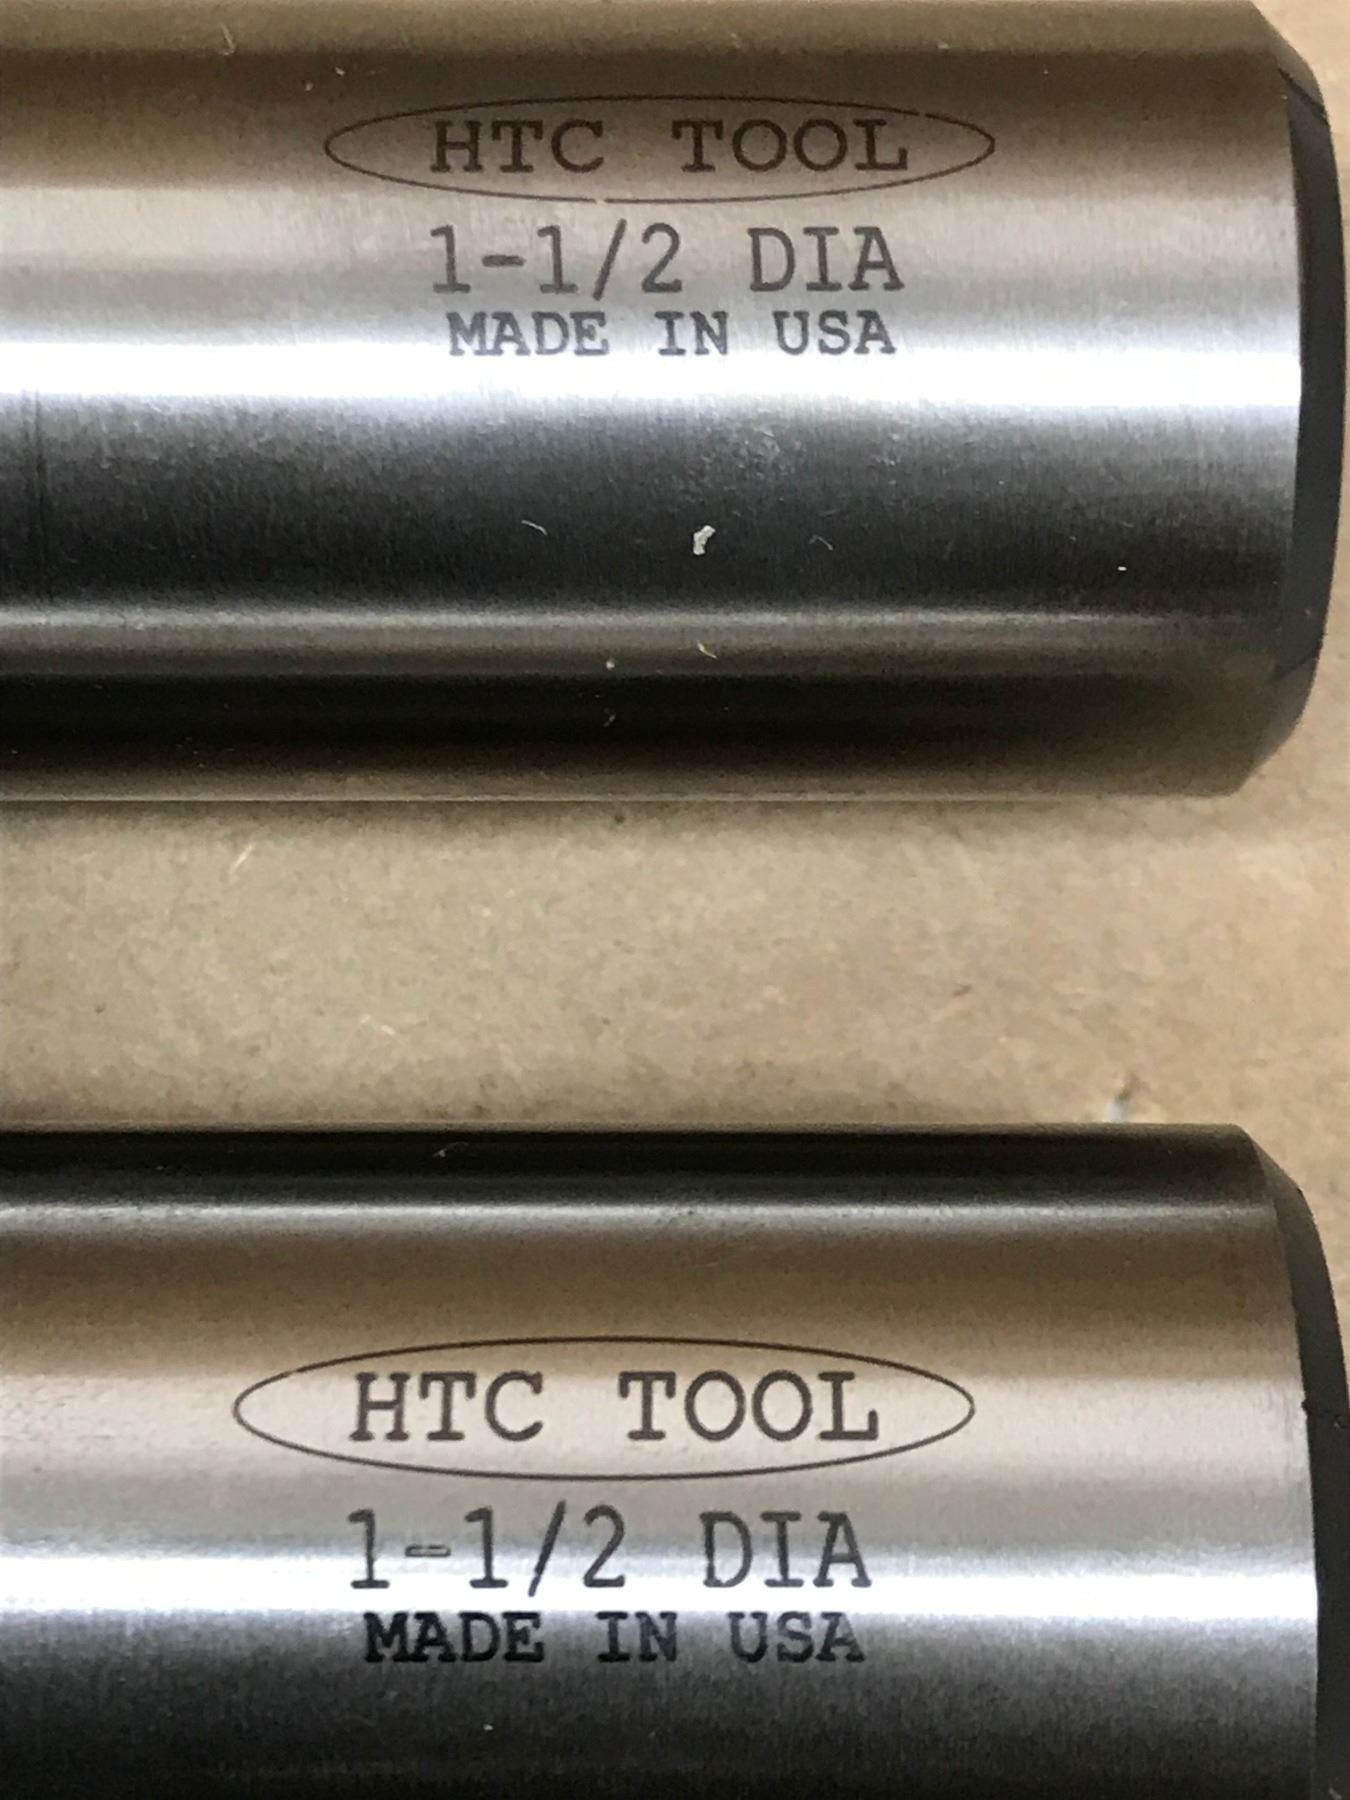 HTC TOOL
1-1/2 DIA
MADE IN USA
HTC TOOL
1-1/2 DIA
MADE IN USA